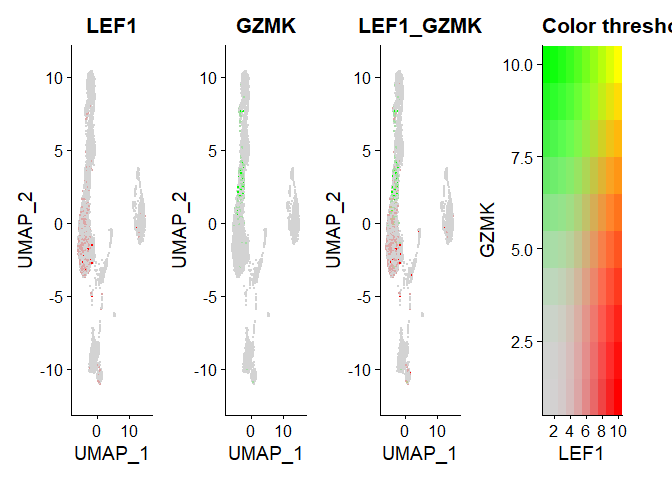 LEF1
GZMK
LEF1_GZMK
Color thresho
10
5
0
-5
-10
UMAP_2
0 10
UMAP_1
10
5
0
-5
-10
UMAP_2
0 10
UMAP_1
10
5
0
-5
-10
UMAP_2
0 10
UMAP_1
10.0
7.5
5.0
2.5
GZMK
2 4 6 8 10
LEF1